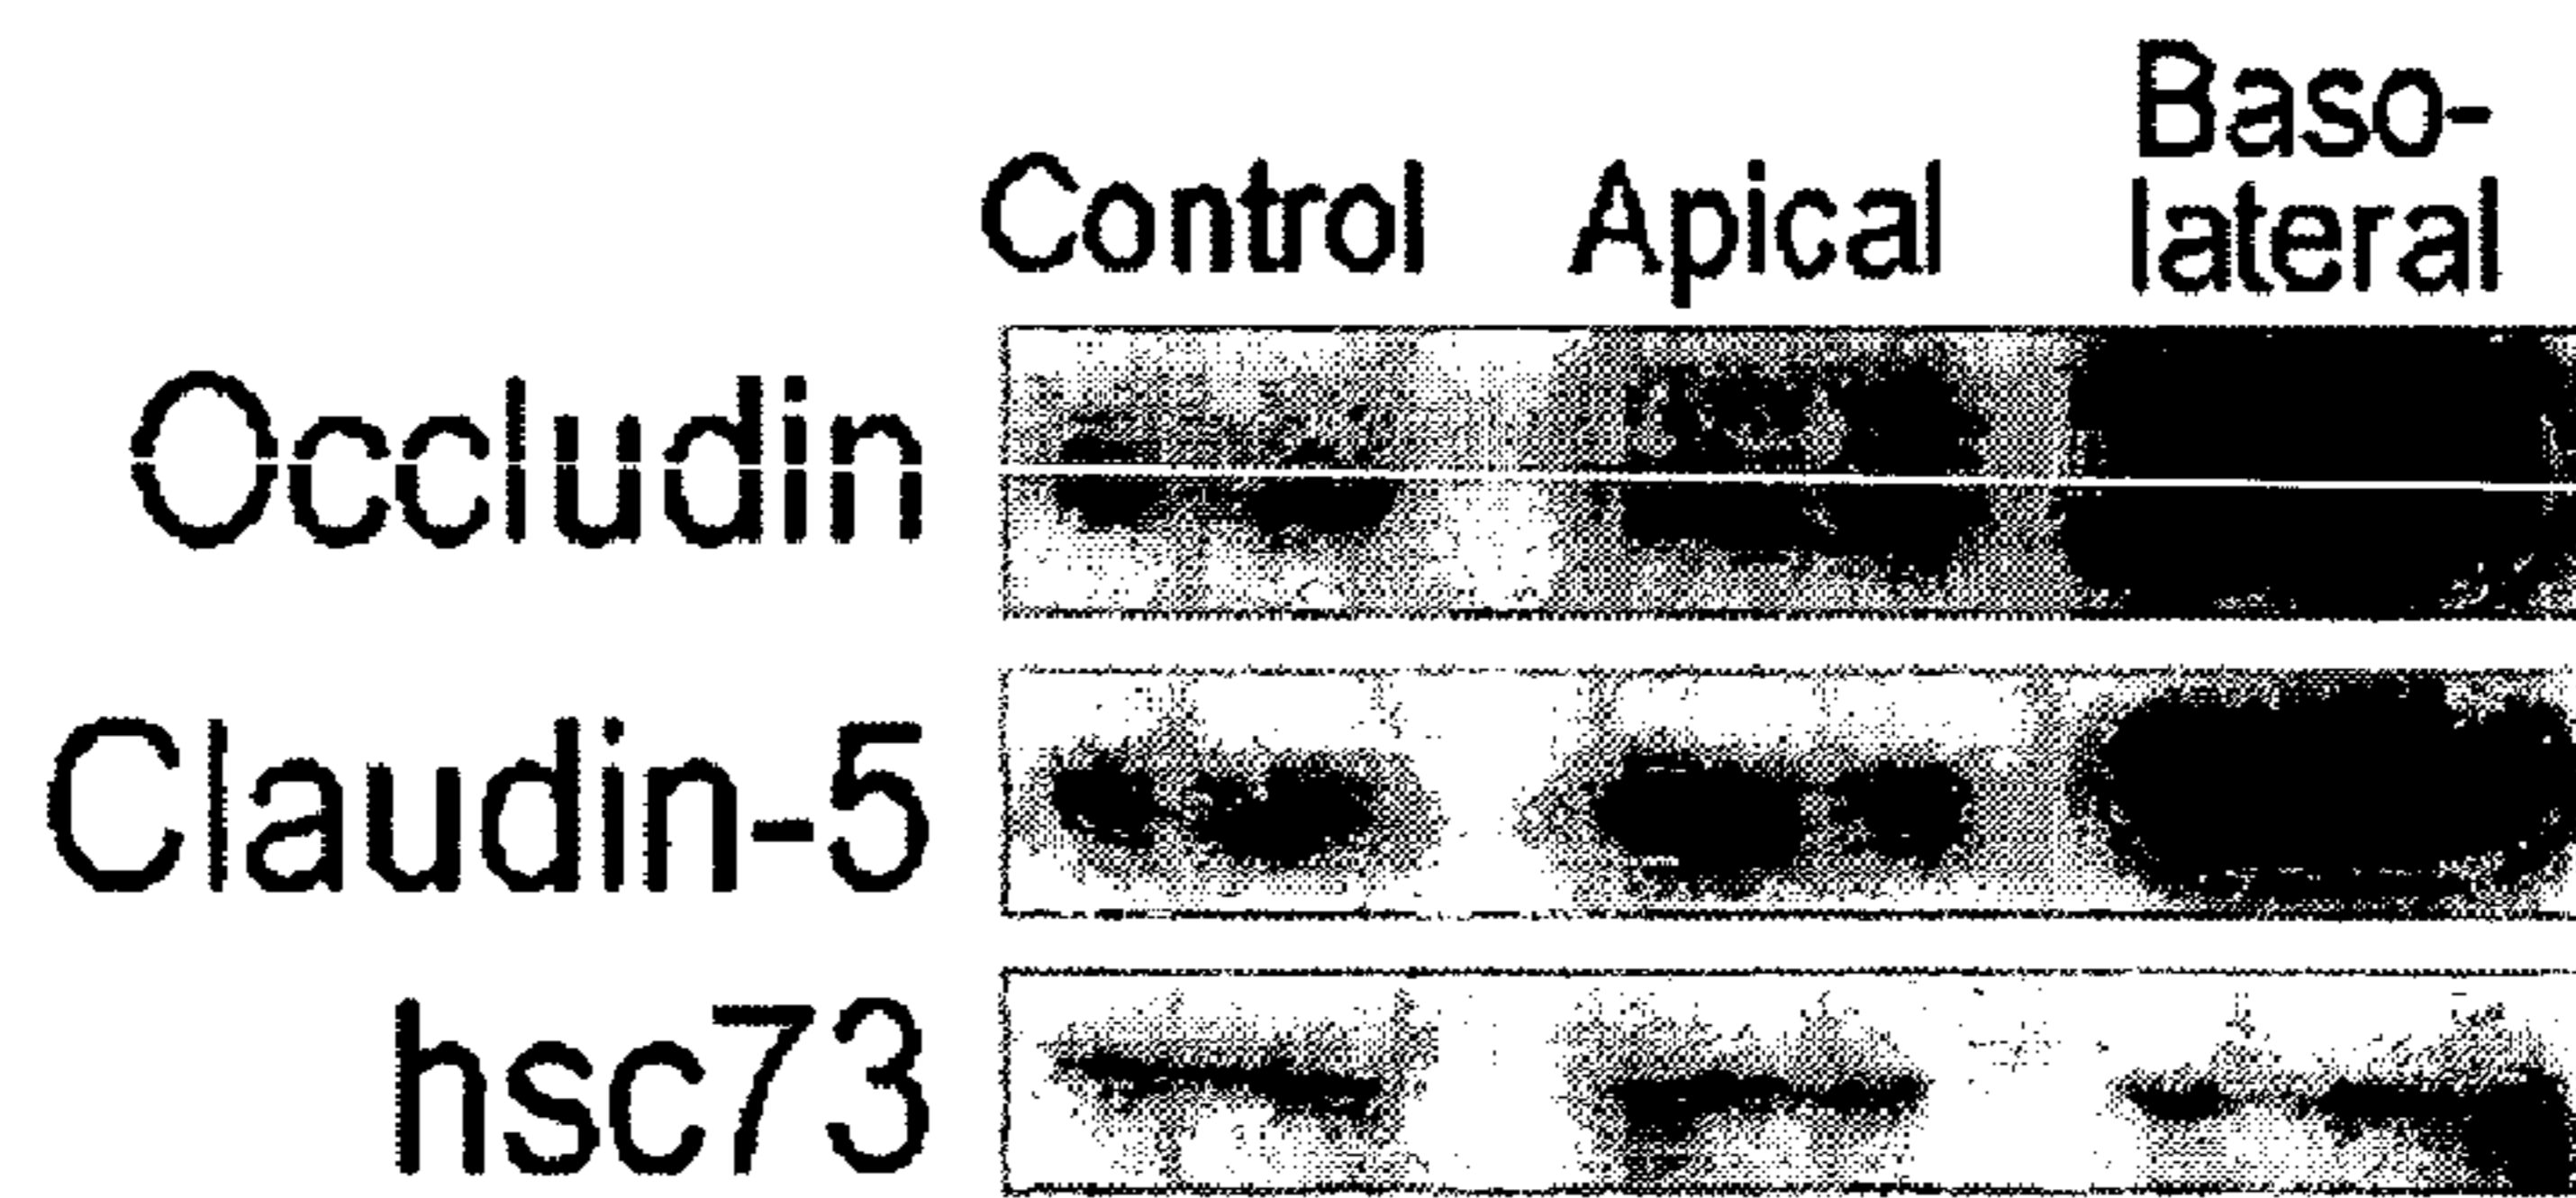 Control Apical Baso-
lateral
Occludin
Claudin-5
hsc73